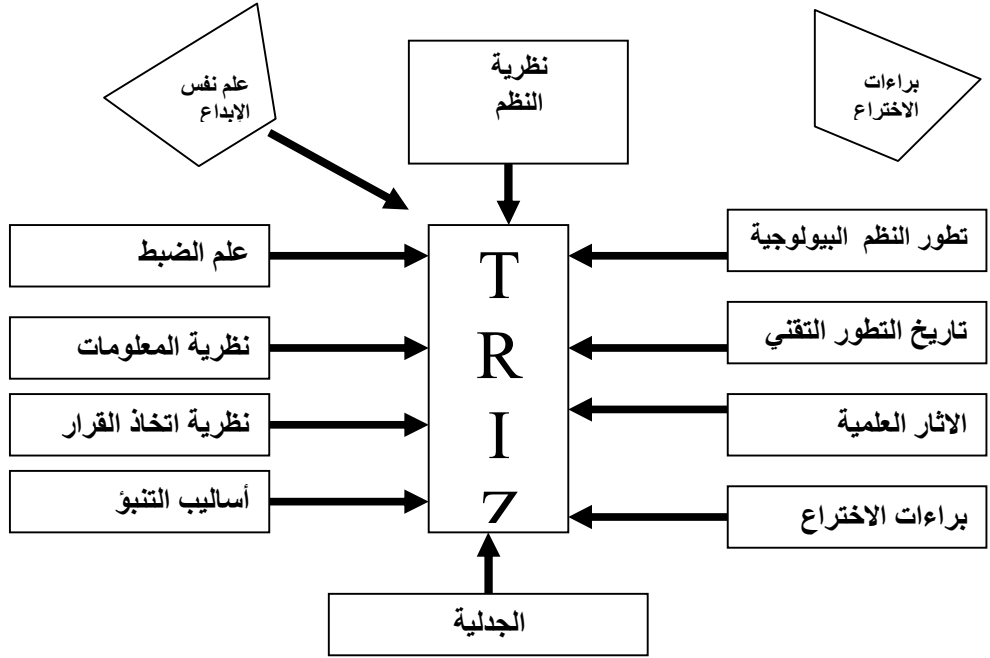 علم نفس
الإبداع
نظرية
النظم
براءات
الاختراع
تطور النظم البيولوجية
علم الضبط
تاريخ التطور التقني
نظرية المعلومات
الاثار العلمية
نظرية اتخاذ القرار
براءات الاختراع
أساليب التنبؤ
T
R
I
Z
الجدلية